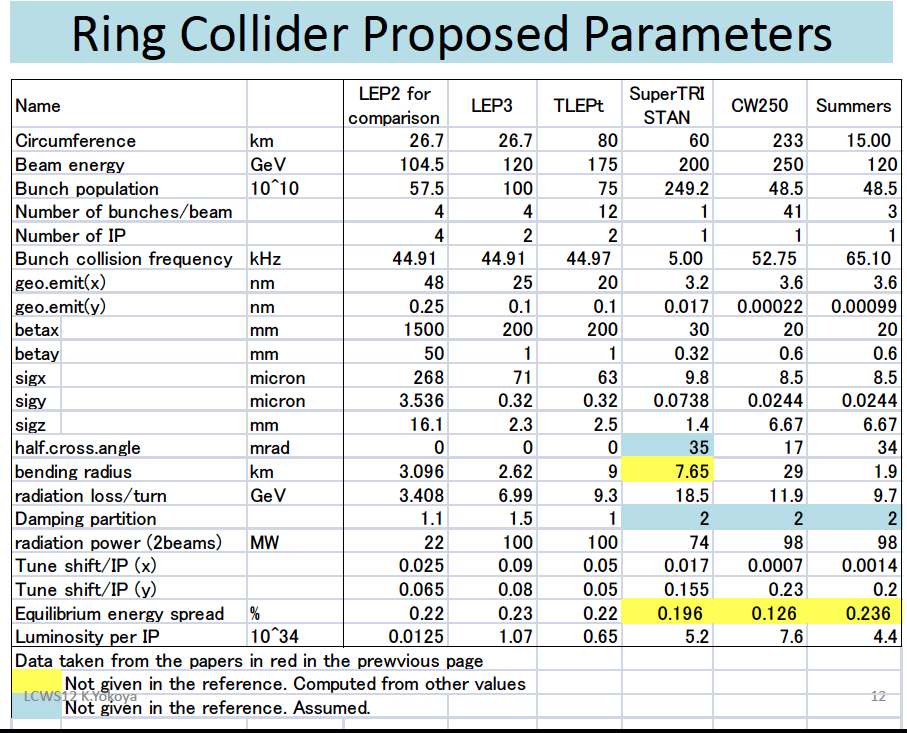 Ring Collider Proposed Parameters
Name LEP2 for comparison LEP3 TLEPt SuperTRI STAN CW250 Summers
Circumference km 26.7 26.7 80 60 233 15.00
Beam energy GeV 104.5 120 175 200 250 120
Bunch population 10^10 57.5 100 75 249.2 48.5 48.5
Number of bunches/beam 4 4 12 1 41 3
Number of IP 4 2 2 1 1 1
Bunch collision frequency kHz 44.91 44.91 44.97 5.00 52.75 65.10
geo.emit(x) nm 48 25 20 3.2 3.6 3.6
geo.emit(y) nm 0.25 0.1 0.1 0.017 0.00022 0.00099
betax mm 1500 200 200 30 20 20
betay mm 50 1 1 0.32 0.6 0.6
sigx micron 268 71 63 9.8 8.5 8.5
sigy micron 3.536 0.32 0.32 0.0738 0.0244 0.0244
sigz mm 16.1 2.3 2.5 1.4 6.67 6.67
half.cross.angle mrad 0 0 0 35 17 34
bending radius km 3.096 2.62 9 7.65 29 1.9
radiation loss/turn GeV 3.408 6.99 9.3 18.5 11.9 9.7
Damping partition 1.1 1.5 1 2 2 2
radiation power (2beams) MW 22 100 100 74 98 98
Tune shift/IP (x) 0.025 0.09 0.05 0.017 0.0007 0.0014
Tune shift/IP (y) 0.065 0.08 0.05 0.155 0.23 0.2
Equilibrium energy spread % 0.22 0.23 0.22 0.196 0.126 0.236
Luminosity per IP 10^34 0.0125 1.07 0.65 5.2 7.6 4.4
Data taken from the papers in red in the prewvious page
Not given in the reference. Computed from other values
LCWS12 K.Yokoya 12
Not given in the reference. Assumed.